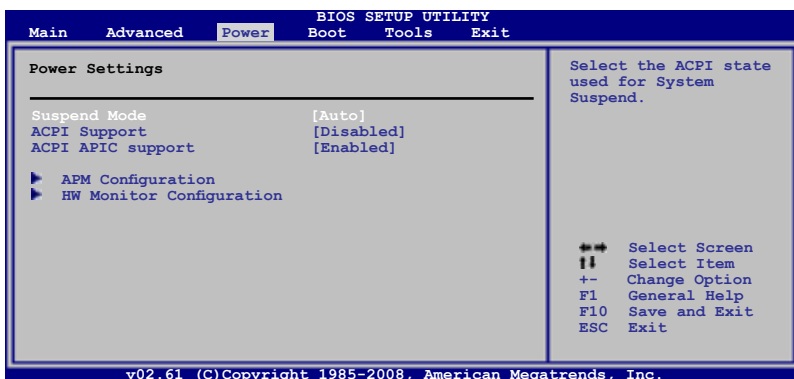 BIOS SETUP UTILITY
Main Advanced Power Boot Tools Exit
Power Settings
Suspend Mode [Auto]
ACPI Support [Disabled]
ACPI APIC support [Enabled]
APM Configuration
HW Monitor Configuration
Select the ACPI state
used for System
Suspend.
Select Screen
Select Item
+- Change Option
F1 General Help
F10 Save and Exit
ESC Exit
v02.61 (C)Copyright 1985-2008, American Megatrends, Inc.